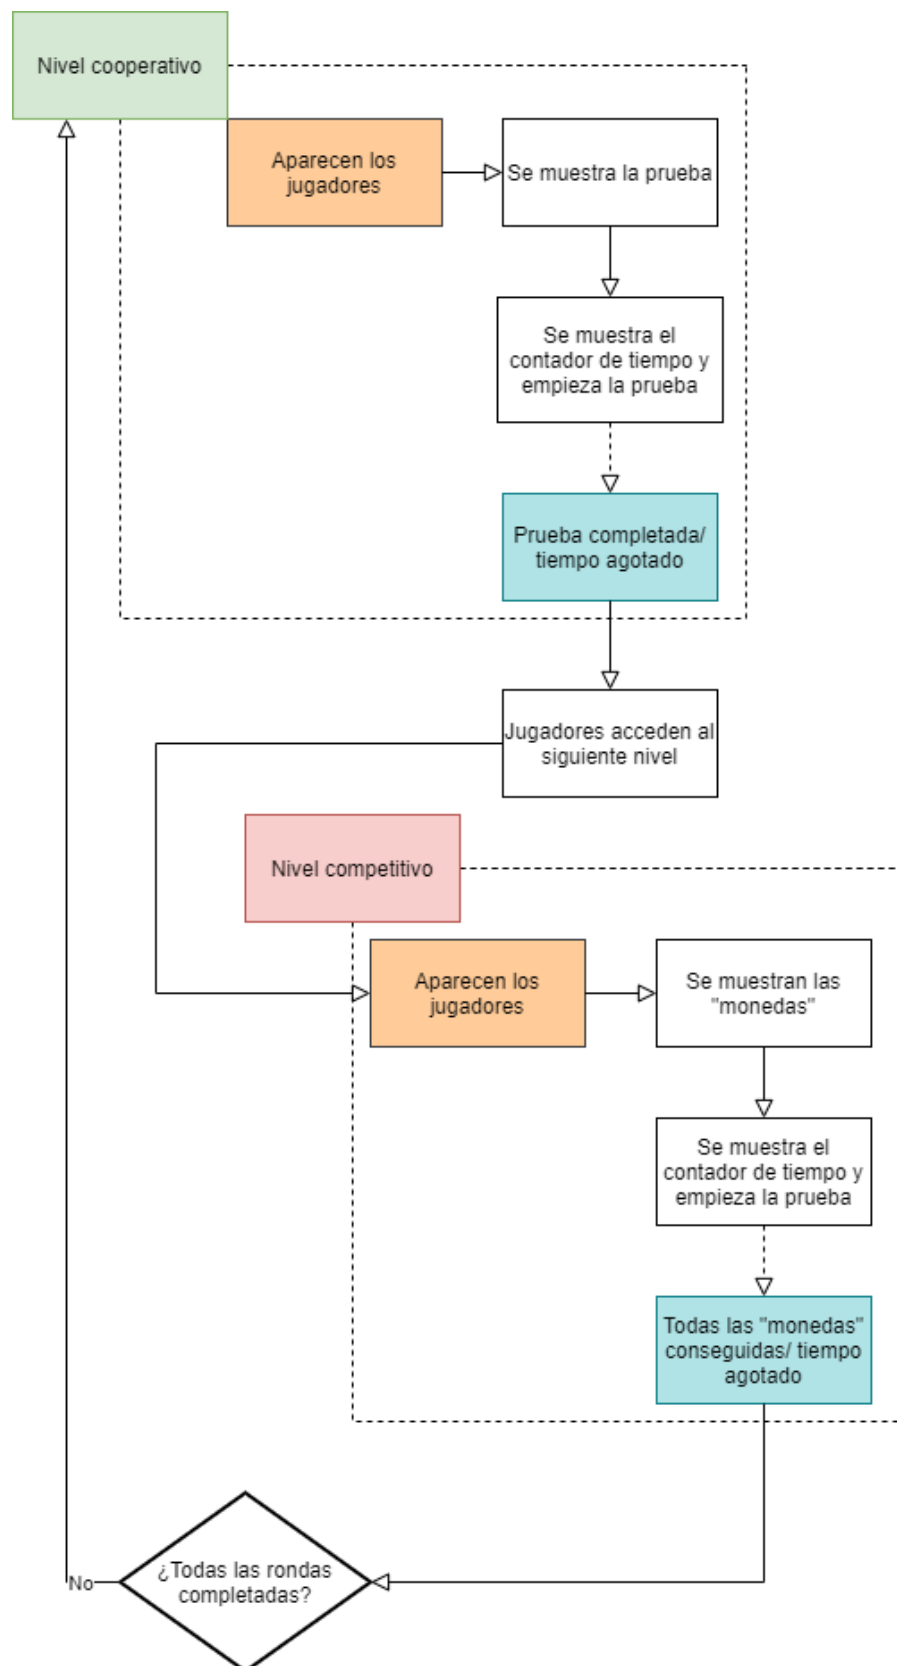 Nivel cooperativo
Aparecen los
jugadores
Se muestra la prueba
Se muestra el
contador de tiempo y
empieza la prueba
Prueba completada/
tiempo agotado
Jugadores acceden al
siguiente nivel
Nivel competitivo
Aparecen los
jugadores
Se muestran las
"monedas"
Se muestra el
contador de tiempo y
empieza la prueba
Todas las "monedas"
conseguidas/ tiempo
agotado
¿Todas las rondas
completadas?
No